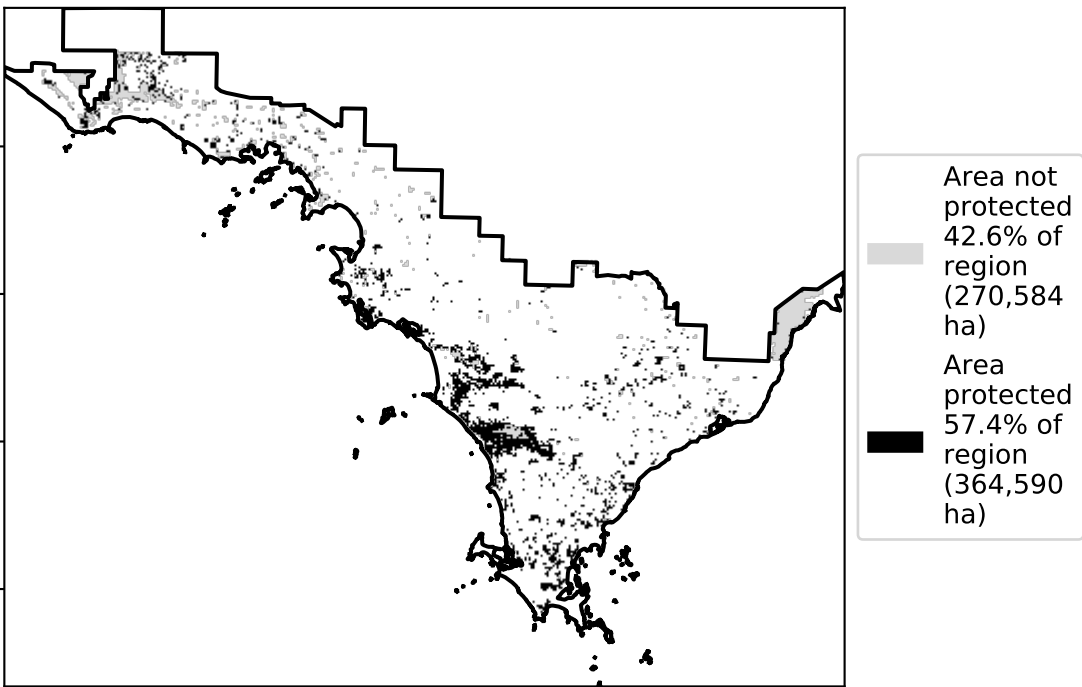 Area not
protected
42.6% of
region
(270,584
ha)
Area
protected
57.4% of
region
(364,590
ha)